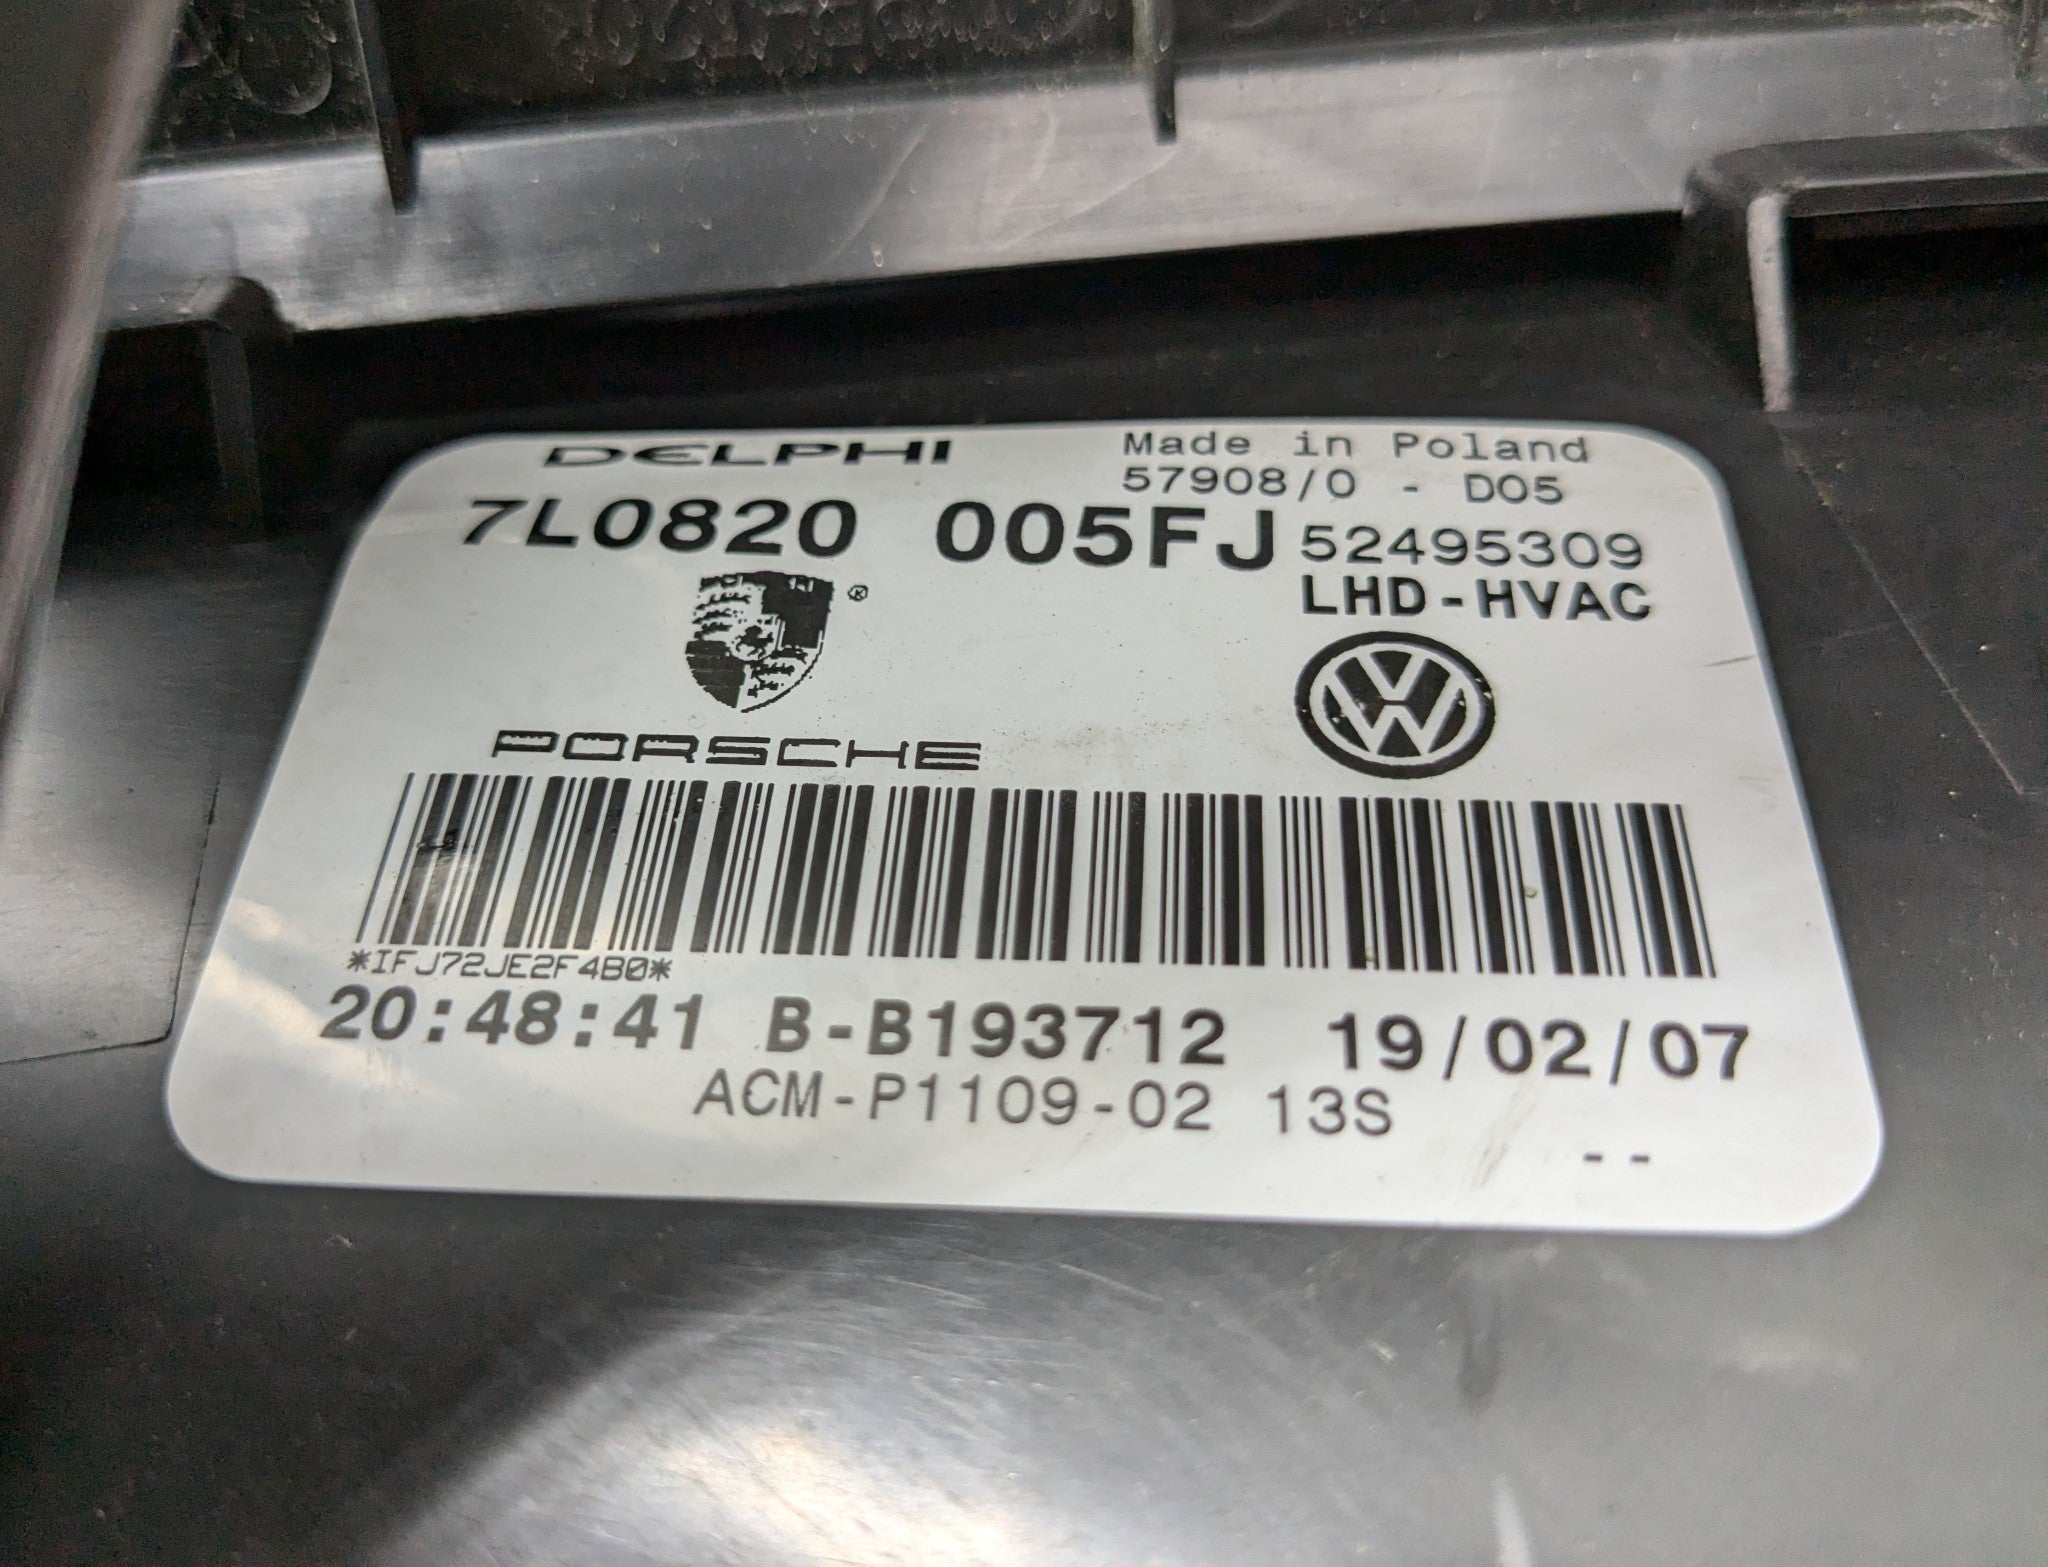 DELPHI
Made in Poland
57908/0 - D05
7L0820 005FJ
52495309
LHD-HVAC
PORSCHE
*IFJ72JE2F4B0*
20:48:41 B-B193712 19/02/07
ACM-P1109-02 13S
--